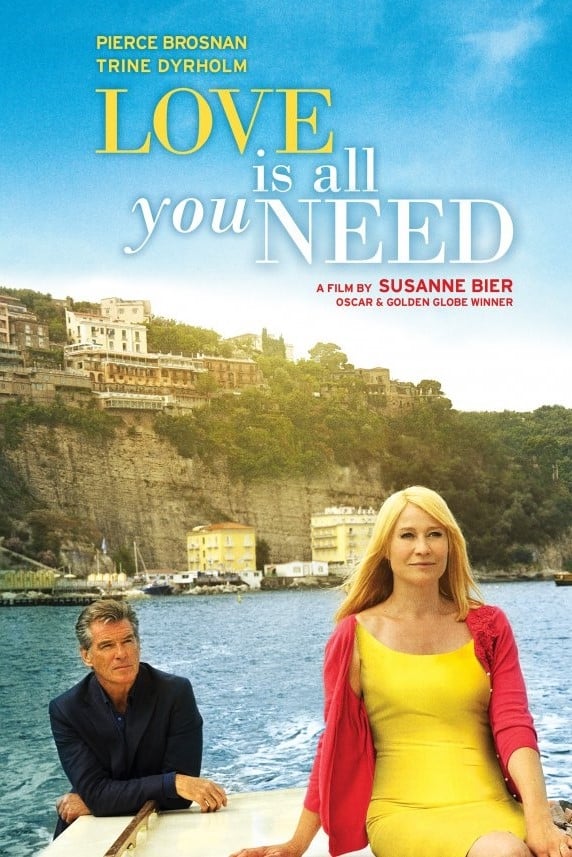 PIERCE BROSNAN
TRINE DYRHOLM
LOVE
is all
you NEED
A FILM BY SUSANNE BIER
OSCAR & GOLDEN GLOBE WINNER